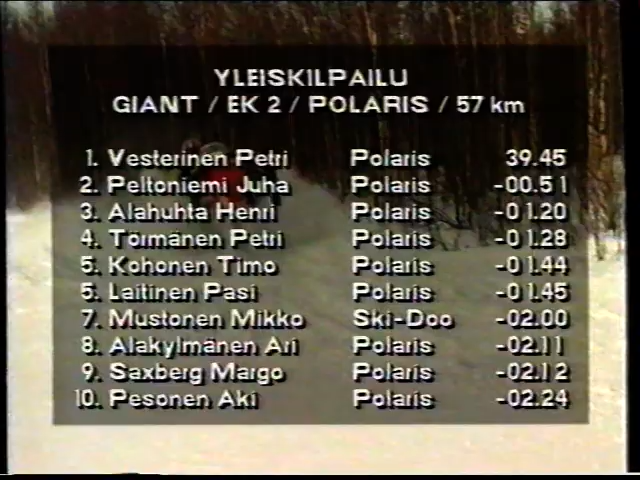 YLEISKILPAILU
GIANT / EK 2 / POLARIS / 57 km
1. Vesterinen Petri Polaris 39.45
2. Peltoniemi Juha Polaris -00.51
3. Alahuhta Henri Polaris -01.20
4. Törmänen Petri Polaris -01.28
5. Kohonen Timo Polaris -01.44
5. Laitinen Pasi Polaris -01.45
7. Mustonen Mikko Ski-Doo -02.00
8. Alakylmänen Ari Polaris -02.11
9. Saxberg Margo Polaris -02.12
10. Pesonen Aki Polaris -02.24